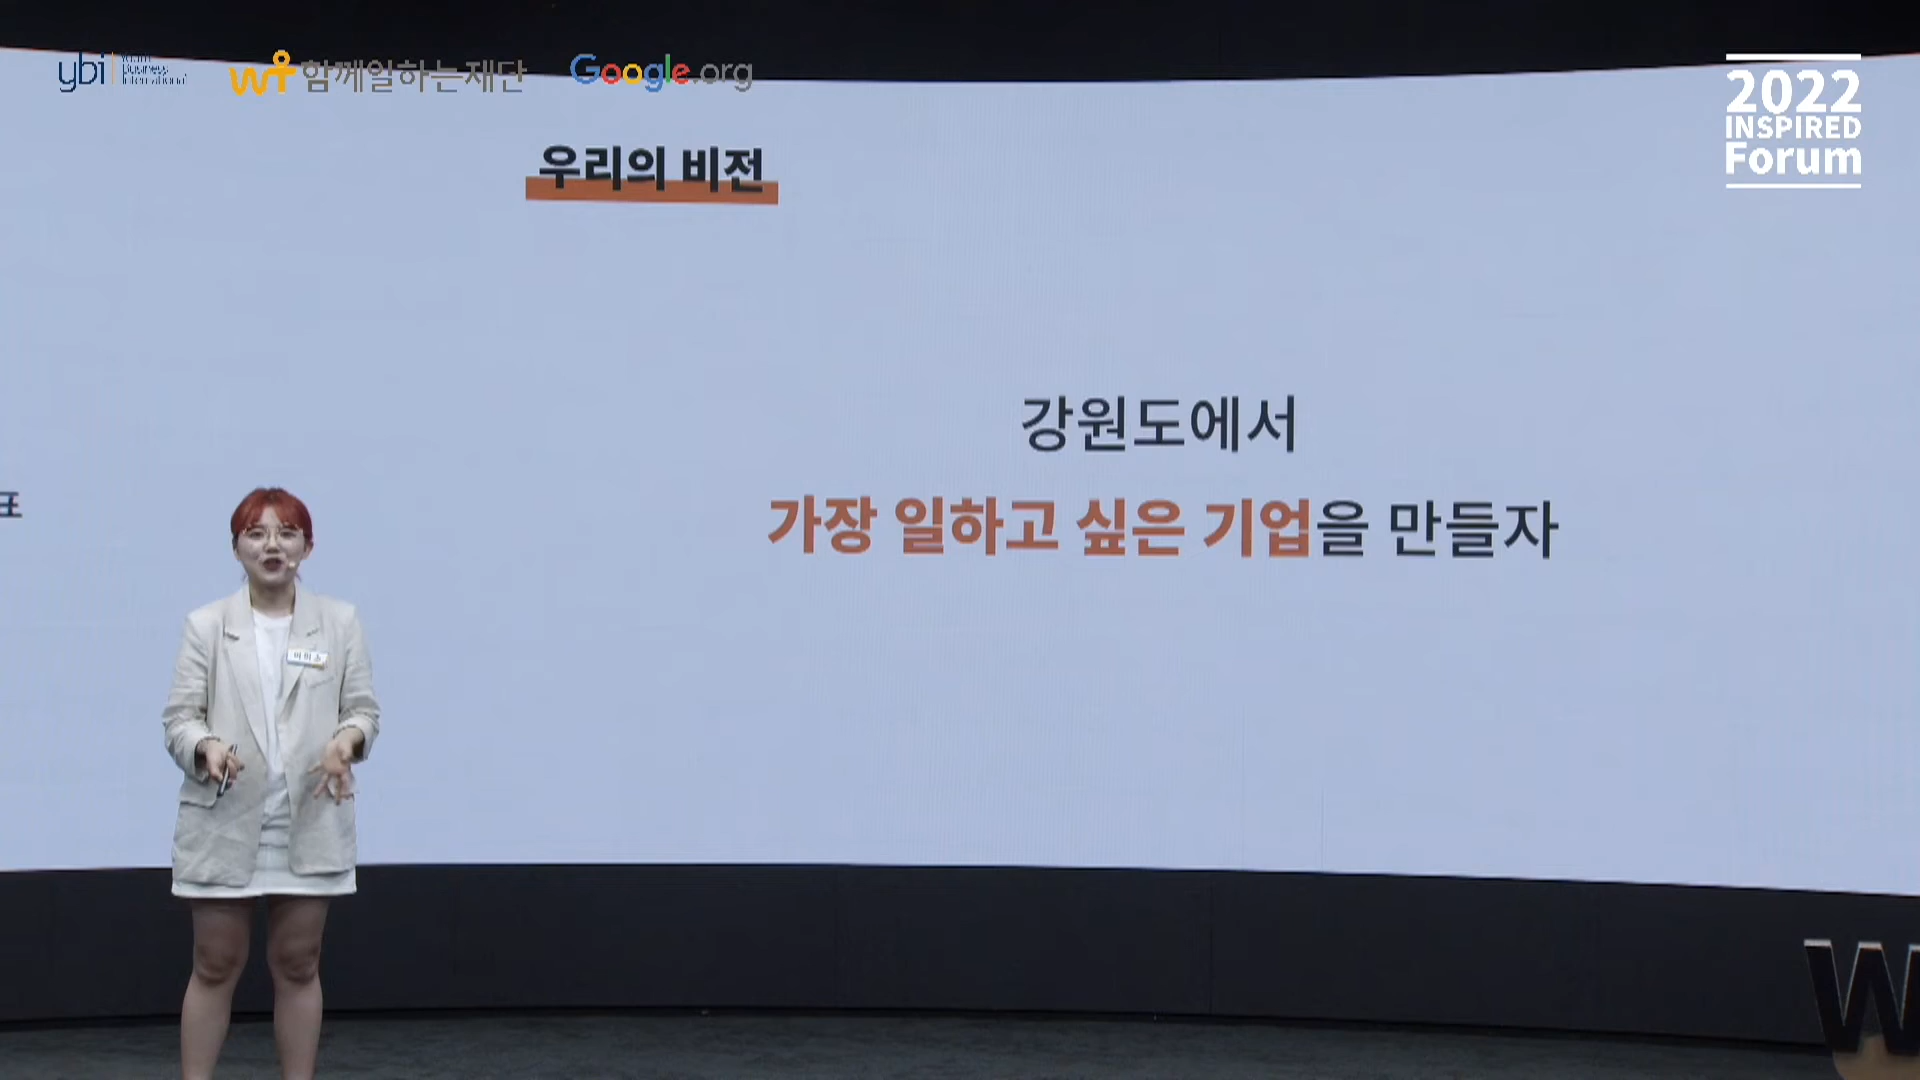 ybi
함께일하는재단
Google.org
2022
INSPIRED
Forum
우리의 비전
강원도에서
가장 일하고 싶은 기업을 만들자
표
W